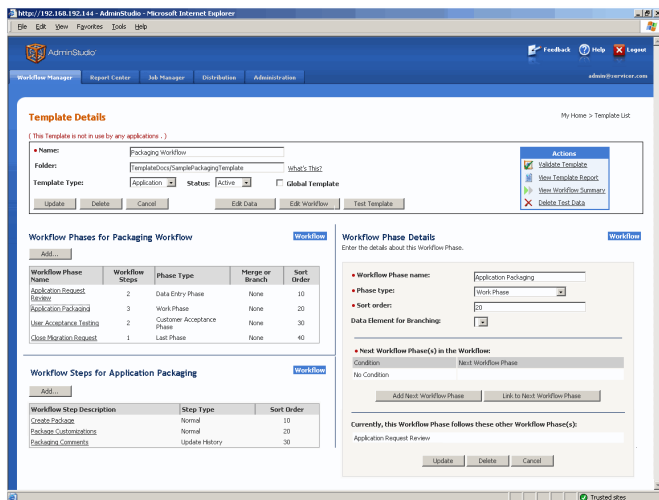 http://192.168.192.144 - AdminStudio - Microsoft Internet Explorer
File Edit View Favorites Tools Help
AdminStudio
Feedback Help Logout
Workflow Manager Report Center Job Manager Distribution Administration
admin@servicer.com
Template Details
My Home > Template List
( This Template is not in use by any applications . )
Name: Packaging Workflow
Folder: TemplateDocs/SamplePackagingTemplate What's This?
Template Type: Application Status: Active Global Template
Update Delete Cancel Edit Data Edit Workflow Test Template
Actions
Validate Template
View Template Report
View Workflow Summary
Delete Test Data
Workflow Phases for Packaging Workflow Workflow
Add...
Workflow Phase Name Workflow Steps Phase Type Merge or Branch Sort Order
Application Request Review 2 Data Entry Phase None 10
Application Packaging 3 Work Phase None 20
User Acceptance Testing 2 Customer Acceptance Phase None 30
Close Migration Request 1 Last Phase None 40
Workflow Steps for Application Packaging Workflow
Add...
Workflow Step Description Step Type Sort Order
Create Package Normal 10
Package Customizations Normal 20
Packaging Comments Update History 30
Workflow Phase Details Workflow
Enter the details about this Workflow Phase.
Workflow Phase name: Application Packaging
Phase type: Work Phase
Sort order: 20
Data Element for Branching:
Next Workflow Phase(s) in the Workflow:
Condition Next Workflow Phase
No Condition
Add Next Workflow Phase Link to Next Workflow Phase
Currently, this Workflow Phase follows these other Workflow Phase(s):
Application Request Review
Update Delete Cancel
Trusted sites